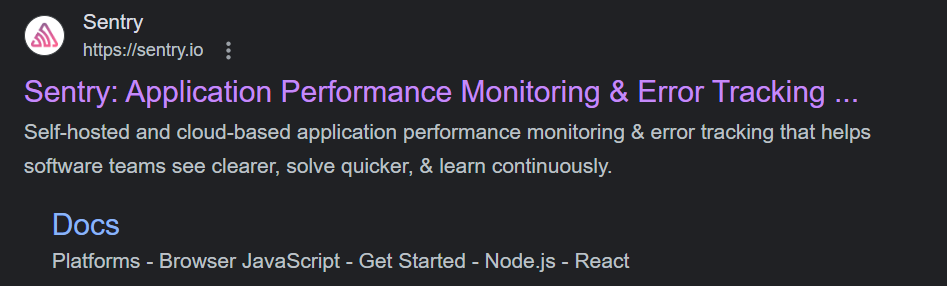 Sentry
https://sentry.io
Sentry: Application Performance Monitoring & Error Tracking ...
Self-hosted and cloud-based application performance monitoring & error tracking that helps
software teams see clearer, solve quicker, & learn continuously.
Docs
Platforms - Browser JavaScript - Get Started - Node.js - React